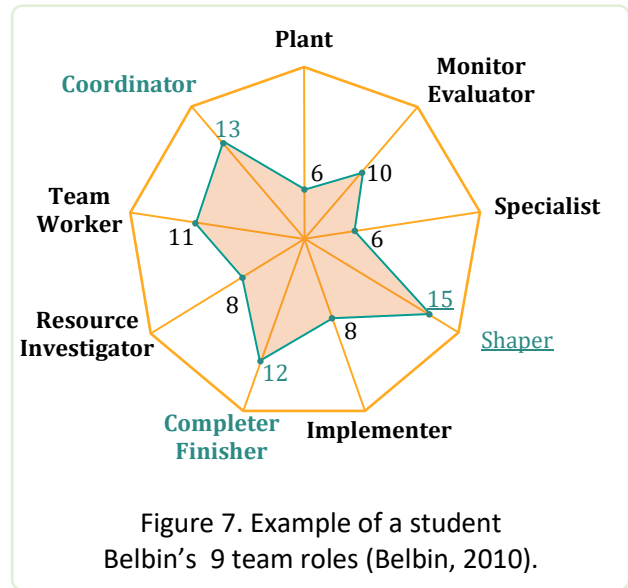 Plant
Monitor
Evaluator
Coordinator
13
6
10
Team
Worker
11
Specialist
6
15
Shaper
8
8
Resource
Investigator
12
Completer
Finisher
Implementer
Figure 7. Example of a student
Belbin's 9 team roles (Belbin, 2010).